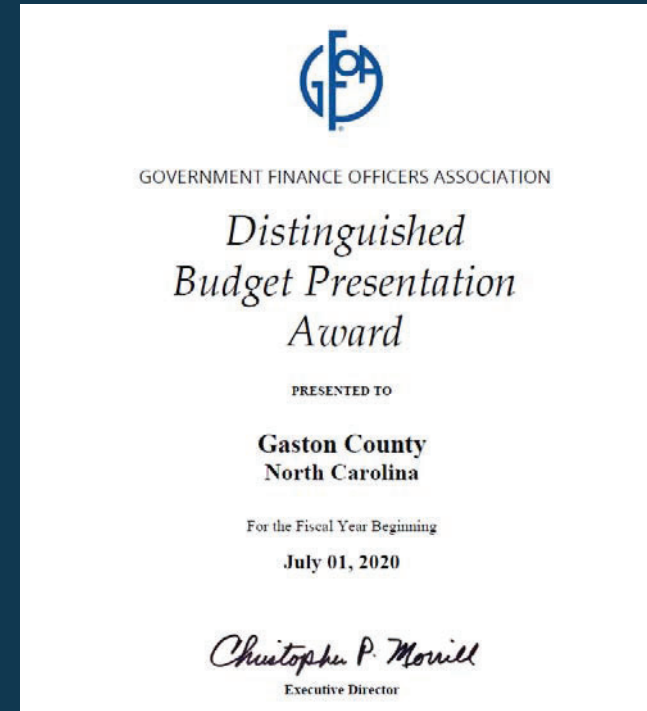 GFOA
GOVERNMENT FINANCE OFFICERS ASSOCIATION
Distinguished
Budget Presentation
Award
PRESENTED TO
Gaston County
North Carolina
For the Fiscal Year Beginning
July 01, 2020
Christopher P. Morrill
Executive Director